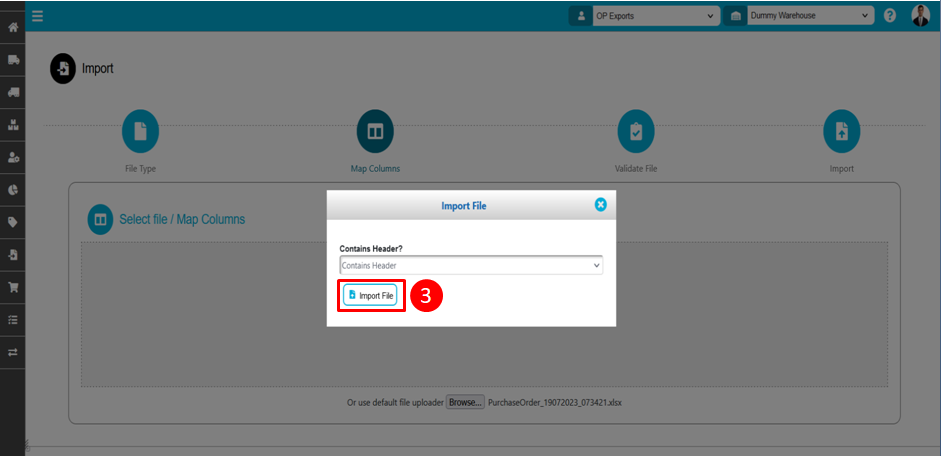 OP Exports
Dummy Warehouse
?
Import
File Type
Map Columns
Validate File
Import
Select file / Map Columns
Import File
Contains Header?
Contains Header
Import File
3
Or use default file uploader Browse... PurchaseOrder_19072023_073421.xlsx